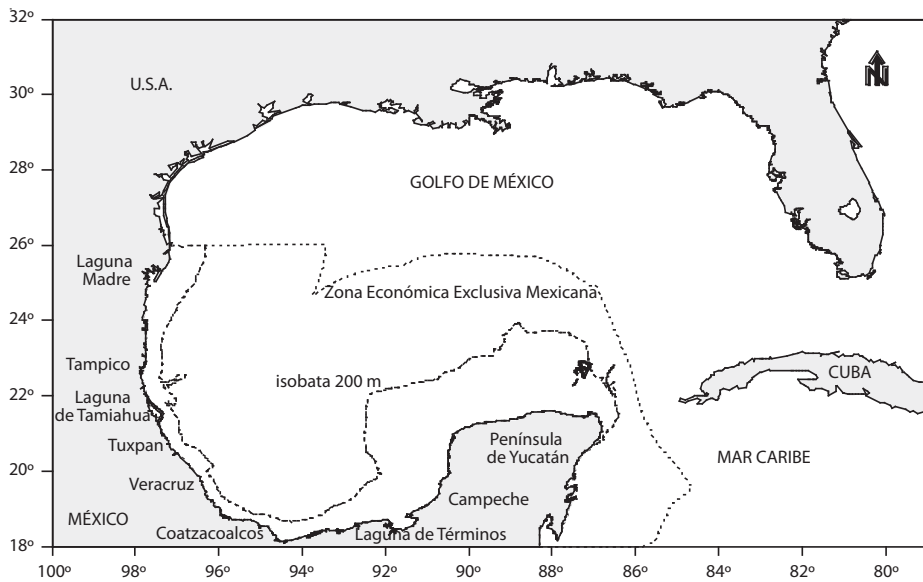 32º
U.S.A.
N
30º
28º
GOLFO DE MÉXICO
26º
Laguna
Madre
Zona Económica Exclusiva Mexicana
24º
Tampico
CUBA
isobata 200 m
22º
Laguna
de Tamiahua
Tuxpan
Península
de Yucatán
MAR CARIBE
20º
Veracruz
Campeche
MÉXICO
Coatzacoalcos
Laguna de Términos
18º
100º 98º 96º 94º 92º 90º 88º 86º 84º 82º 80º